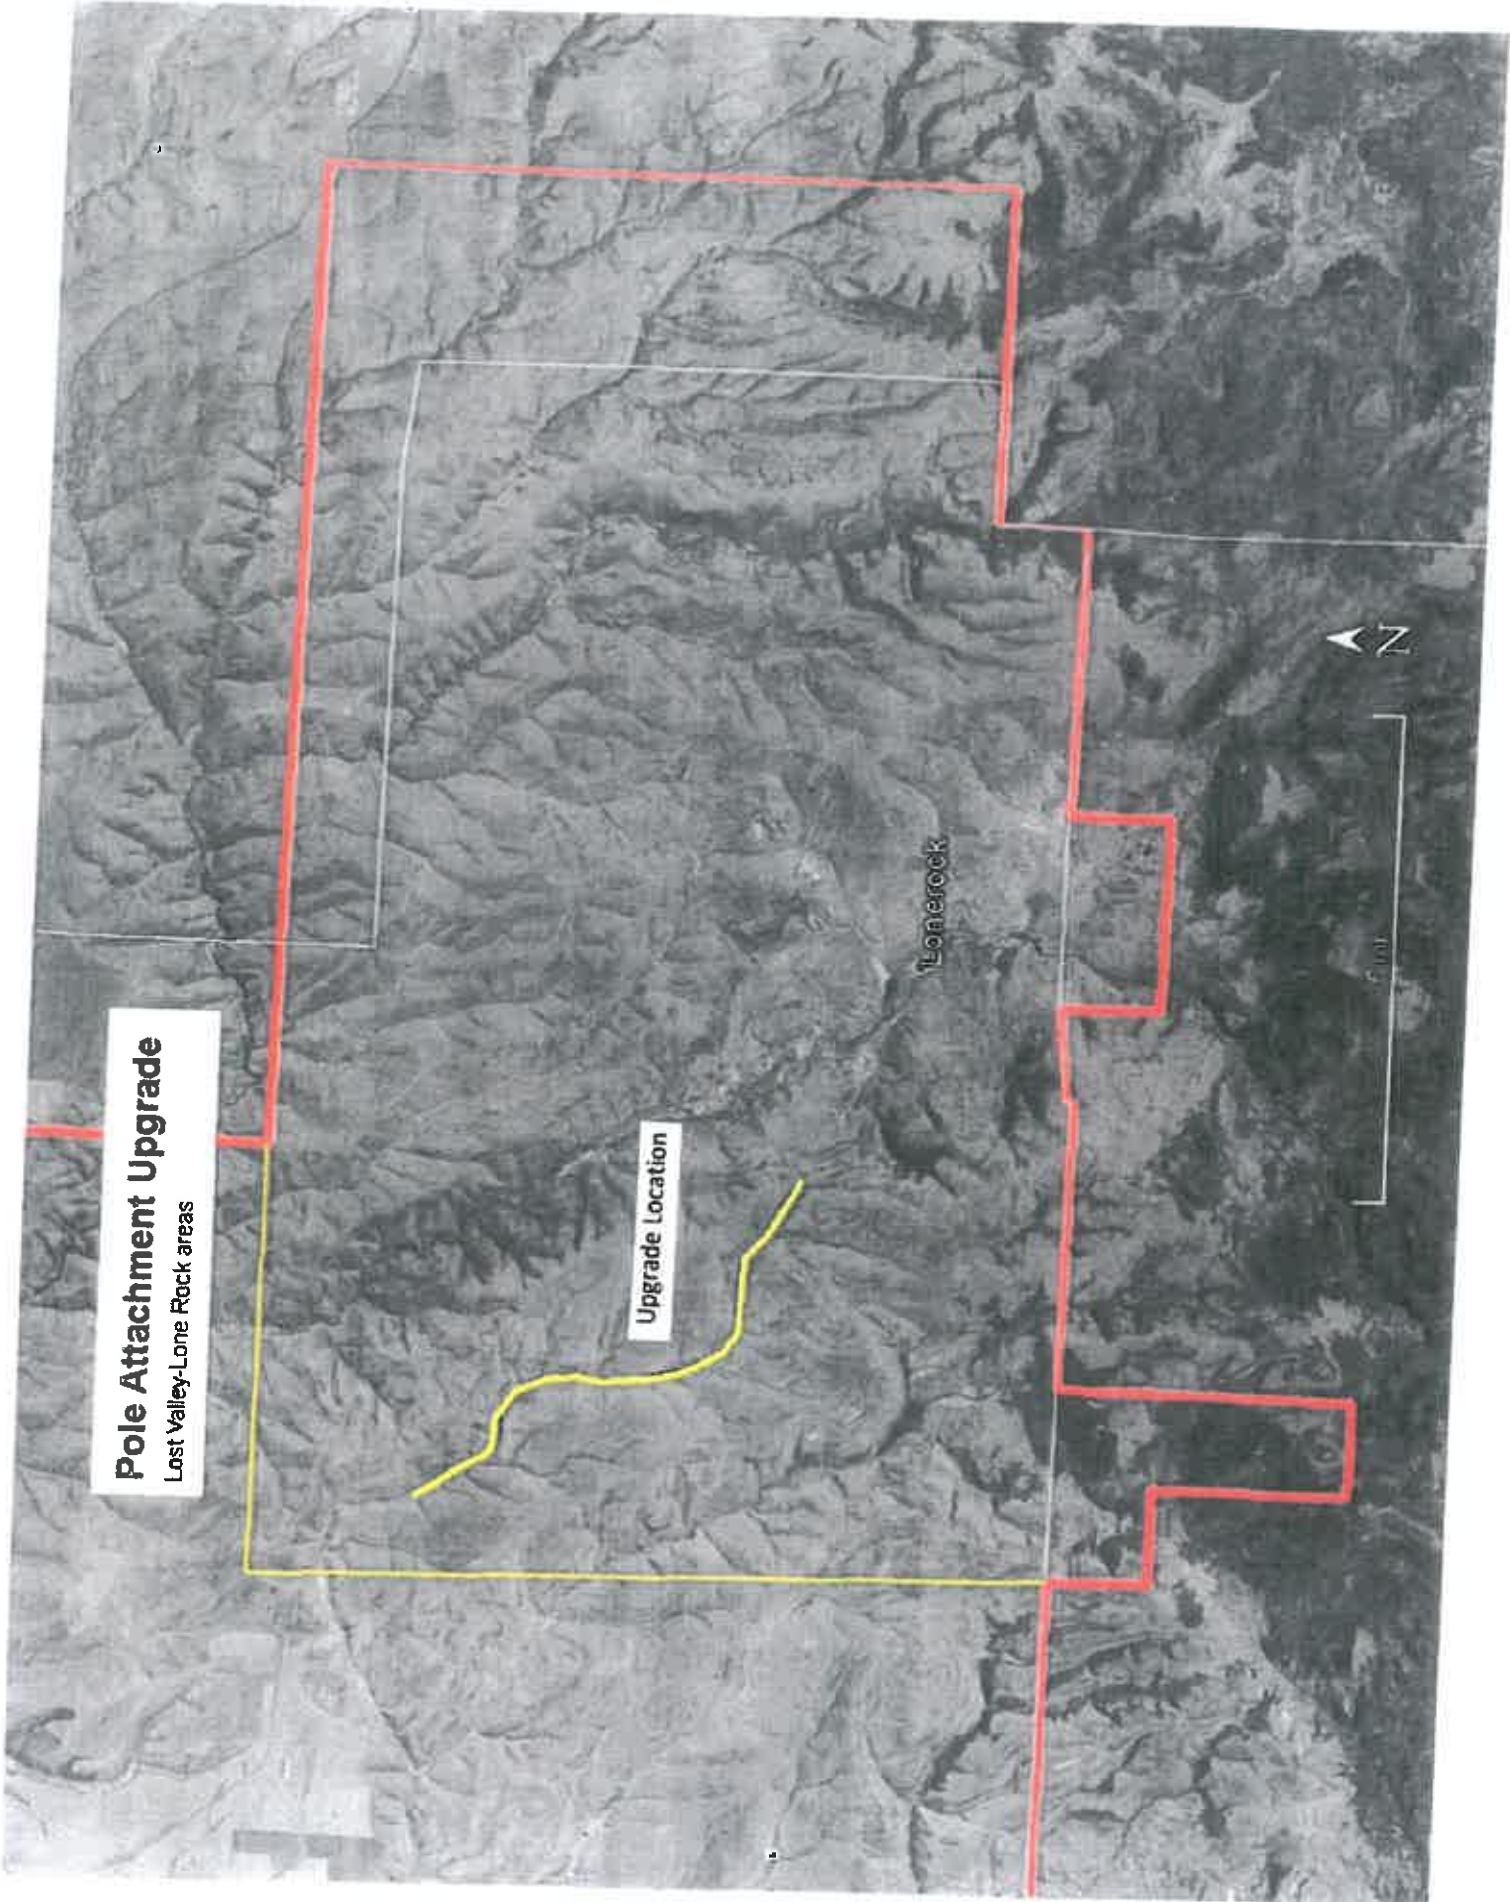 Pole Attachment Upgrade
Lost Valley-Lone Rock areas
Upgrade Location
Lonerock
N